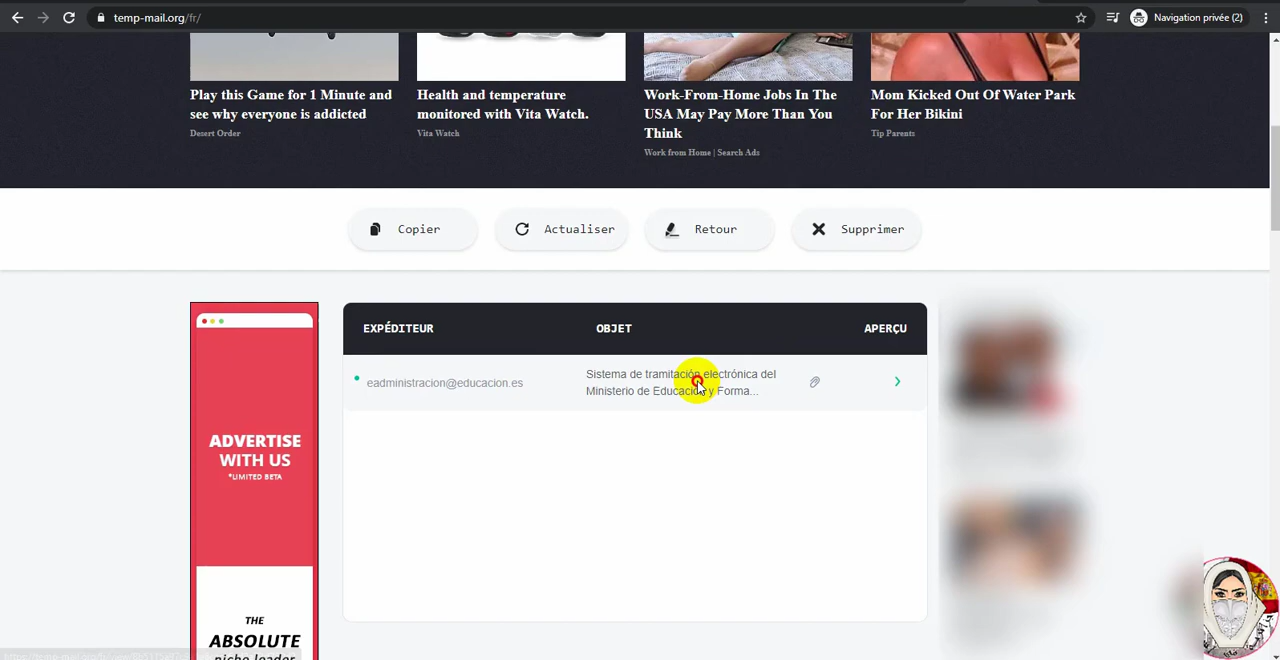 temp-mail.org/fr/
Navigation privée (2)
Play this Game for 1 Minute and
see why everyone is addicted
Desert Order
Health and temperature
monitored with Vita Watch.
Vita Watch
Work-From-Home Jobs In The
USA May Pay More Than You
Think
Work from Home | Search Ads
Mom Kicked Out Of Water Park
For Her Bikini
Tip Parents
Copier
Actualiser
Retour
Supprimer
EXPÉDITEUR
OBJET
APERÇU
eadministracion@educacion.es
Sistema de tramitación electrónica del
Ministerio de Educación y Forma...
ADVERTISE
WITH US
*LIMITED BETA
THE
ABSOLUTE
niche leader